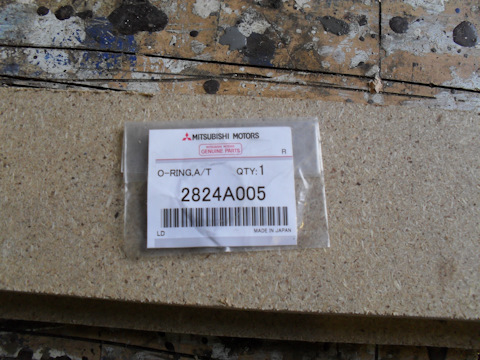 MITSUBISHI MOTORS
GENUINE PARTS
R
O-RING,A/T QTY:1
2824A005
LD MADE IN JAPAN